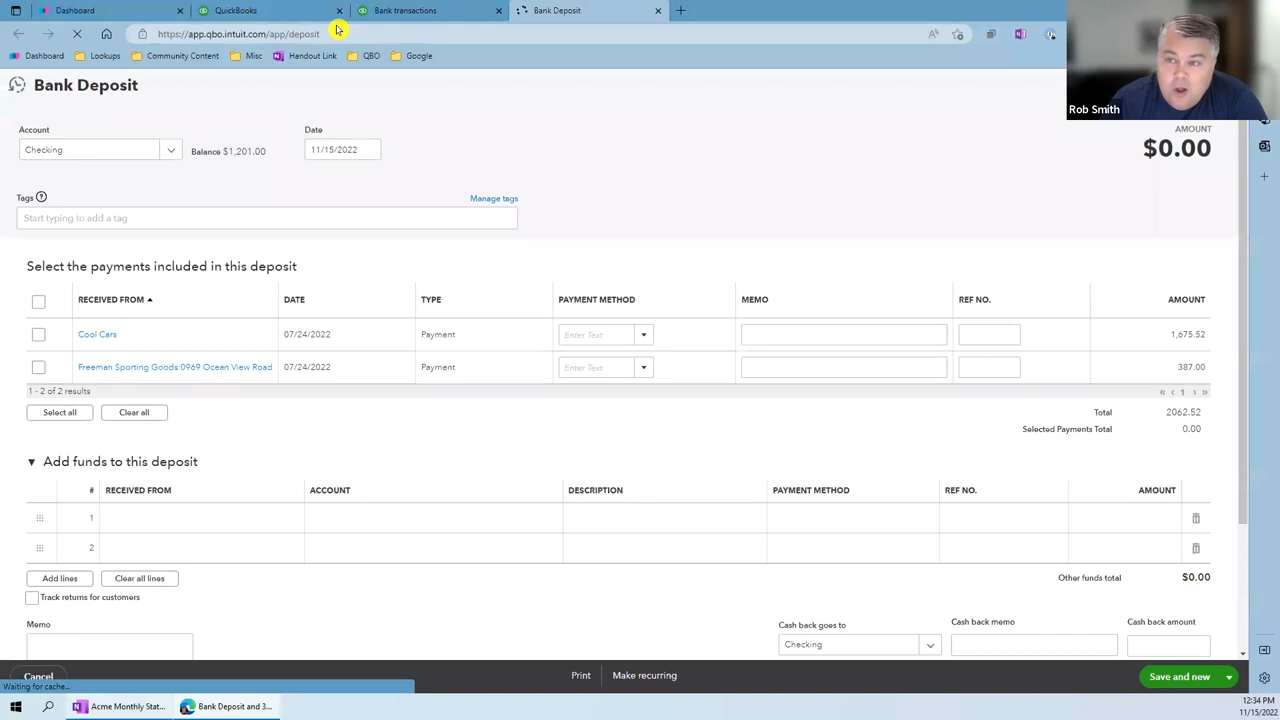 Dashboard
QuickBooks
Bank transactions
Bank Deposit
https://app.qbo.intuit.com/app/deposit
Dashboard
Lookups
Community Content
Misc
Handout Link
QBO
Google
Rob Smith
Bank Deposit
Account
Date
Checking
Balance $1,201.00
11/15/2022
AMOUNT
$0.00
Tags
Manage tags
Start typing to add a tag
Select the payments included in this deposit
RECEIVED FROM DATE TYPE PAYMENT METHOD MEMO REF NO. AMOUNT
Cool Cars 07/24/2022 Payment Enter Text 1,675.52
Freeman Sporting Goods:0969 Ocean View Road 07/24/2022 Payment Enter Text 387.00
1 - 2 of 2 results
« ‹ 1 › »
Select all Clear all
Total 2062.52
Selected Payments Total 0.00
Add funds to this deposit
# RECEIVED FROM ACCOUNT DESCRIPTION PAYMENT METHOD REF NO. AMOUNT
1
2
Add lines Clear all lines
Other funds total $0.00
Track returns for customers
Memo
Cash back goes to Cash back memo Cash back amount
Checking
Cancel
Print
Make recurring
Save and new
Waiting for cache...
Acme Monthly Stat...
Bank Deposit and 3...
12:34 PM
11/15/2022